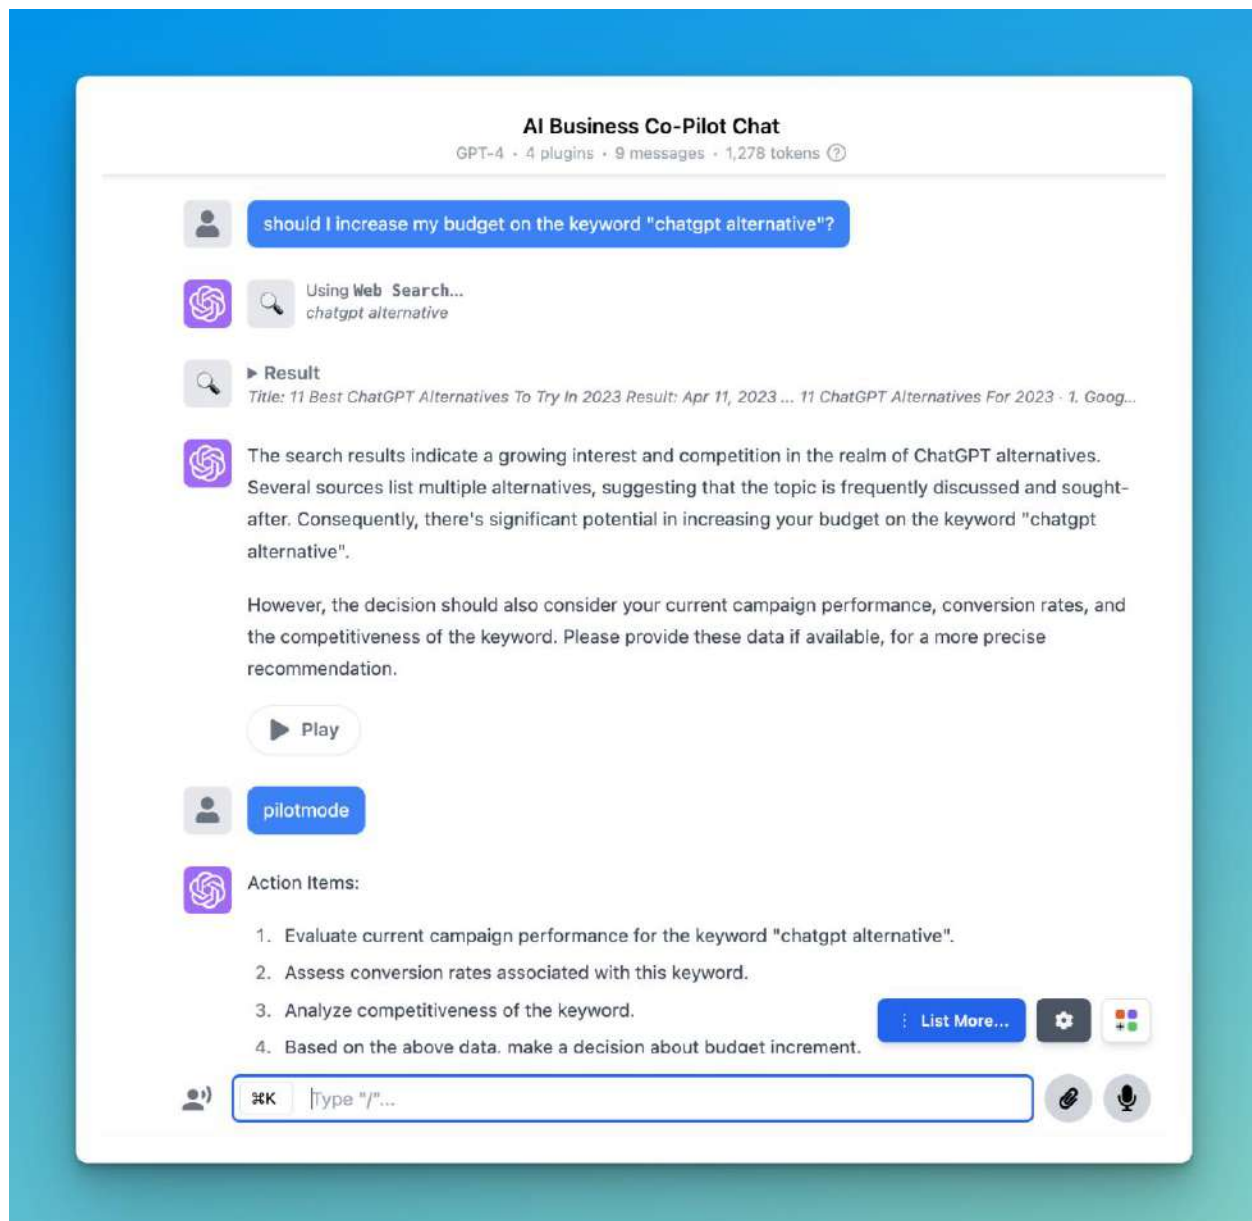 AI Business Co-Pilot Chat
GPT-4 · 4 plugins · 9 messages · 1,278 tokens ?
should I increase my budget on the keyword "chatgpt alternative"?
Using Web Search...
chatgpt alternative
Result
Title: 11 Best ChatGPT Alternatives To Try In 2023 Result: Apr 11, 2023 ... 11 ChatGPT Alternatives For 2023 · 1. Goog...
The search results indicate a growing interest and competition in the realm of ChatGPT alternatives.
Several sources list multiple alternatives, suggesting that the topic is frequently discussed and sought-
after. Consequently, there's significant potential in increasing your budget on the keyword "chatgpt
alternative".
However, the decision should also consider your current campaign performance, conversion rates, and
the competitiveness of the keyword. Please provide these data if available, for a more precise
recommendation.
Play
pilotmode
Action Items:
1. Evaluate current campaign performance for the keyword "chatgpt alternative".
2. Assess conversion rates associated with this keyword.
3. Analyze competitiveness of the keyword.
List More...
4. Based on the above data, make a decision about budget increment.
⌘K Type "/"...